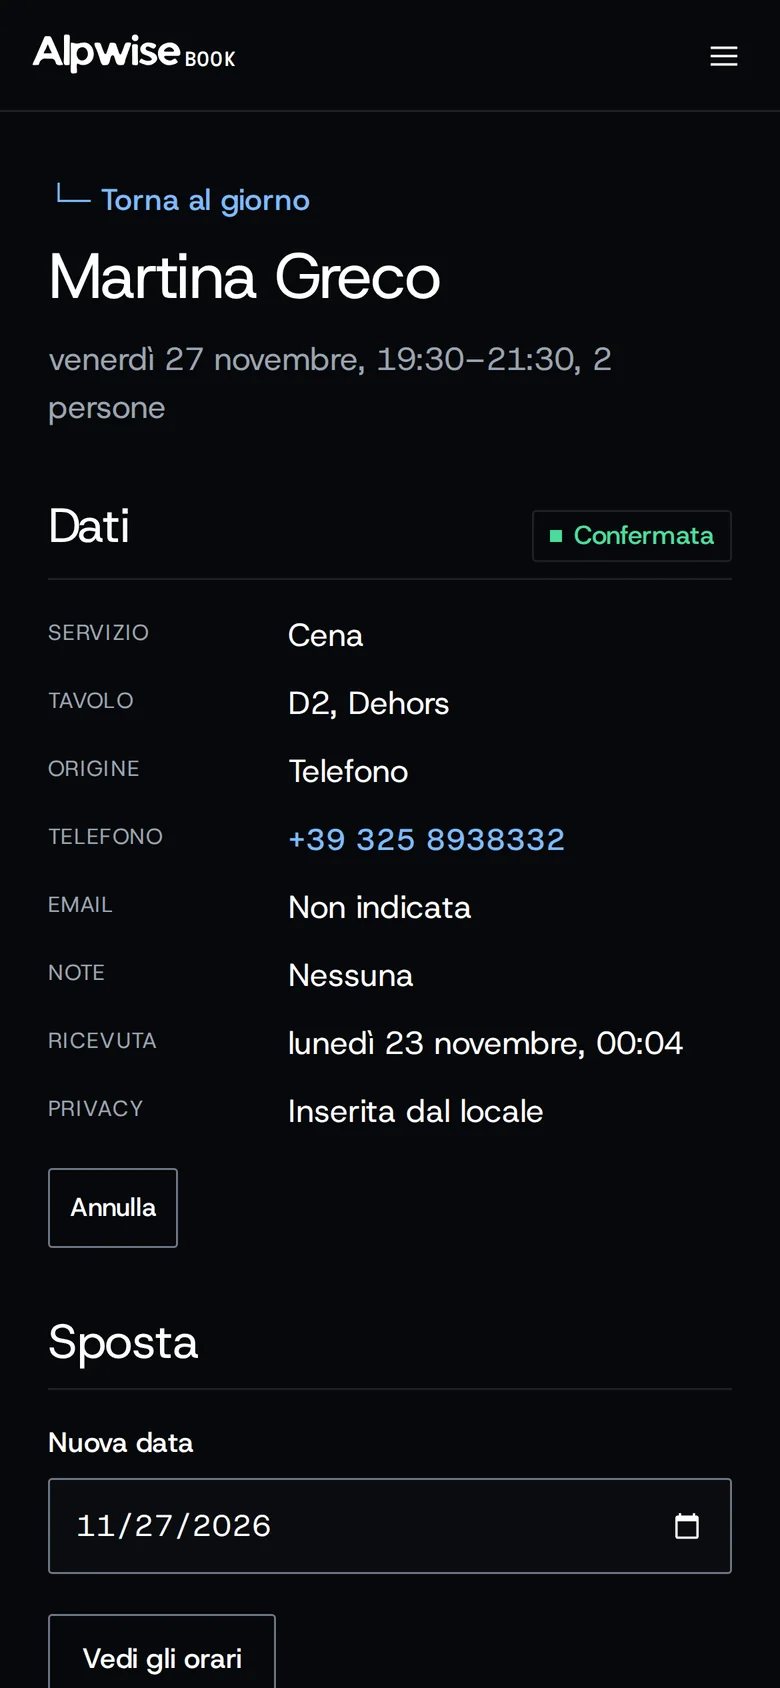 Alpwise BOOK
Torna al giorno
Martina Greco
venerdì 27 novembre, 19:30–21:30, 2
persone
Dati
Confermata
SERVIZIO Cena
TAVOLO D2, Dehors
ORIGINE Telefono
TELEFONO +39 325 8938332
EMAIL Non indicata
NOTE Nessuna
RICEVUTA lunedì 23 novembre, 00:04
PRIVACY Inserita dal locale
Annulla
Sposta
Nuova data
11/27/2026
Vedi gli orari